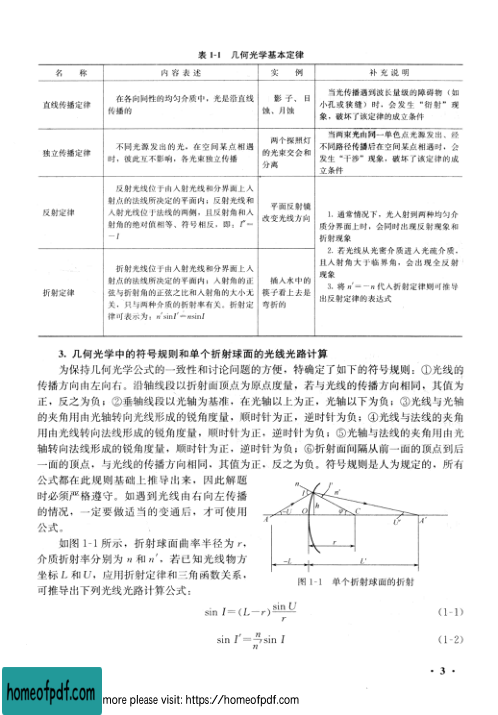 表 1-1 几何光学基本定律
名 称
内 容 表 述
实 例
补 充 说 明
直线传播定律
在各向同性的均匀介质中，光是沿直线
传播的
影 子、日
蚀、月蚀
当光传播遇到波长量级的障碍物（如
小孔或狭缝）时，会发生“衍射”现
象，破坏了该定律的成立条件
独立传播定律
不同光源发出的光，在空间某点相遇
时，彼此互不影响，各光束独立传播
两个探照灯
的光束交会和
分离
当两束光由同一单色点光源发出、经
不同路径传播后在空间某点相遇时，会
发生“干涉”现象，破坏了该定律的成
立条件
反射定律
反射光线位于由入射光线和分界面上入
射点的法线所决定的平面内；反射光线和
入射光线位于法线的两侧，且反射角和入
射角的绝对值相等、符号相反，即：I″＝
－I
平面反射镜
改变光线方向
折射定律
折射光线位于由入射光线和分界面上入
射点的法线所决定的平面内；入射角的正
弦与折射角的正弦之比和入射角的大小无
关，只与两种介质的折射率有关。折射定
律可表示为：n′sinI′＝nsinI
插入水中的
筷子看上去是
弯折的
1. 通常情况下，光入射到两种均匀介
质分界面上时，会同时出现反射现象和
折射现象
2. 若光线从光密介质进入光疏介质，
且入射角大于临界角，会出现全反射
现象
3. 将 n′＝－n 代入折射定律则可推导
出反射定律的表达式
3. 几何光学中的符号规则和单个折射球面的光线光路计算
为保持几何光学公式的一致性和讨论问题的方便，特确定了如下的符号规则：①光线的
传播方向由左向右。沿轴线段以折射面顶点为原点度量，若与光线的传播方向相同，其值为
正，反之为负；②垂轴线段以光轴为基准，在光轴以上为正，光轴以下为负；③光线与光轴
的夹角用由光轴转向光线形成的锐角度量，顺时针为正，逆时针为负；④光线与法线的夹角
用由光线转向法线形成的锐角度量，顺时针为正，逆时针为负；⑤光轴与法线的夹角用由光
轴转向法线形成的锐角度量，顺时针为正，逆时针为负；⑥折射面间隔从前一面的顶点到后
一面的顶点，与光线的传播方向相同，其值为正，反之为负。符号规则是人为规定的，所有
公式都在此规则基础上推导出来，因此解题
时必须严格遵守。如遇到光线由右向左传播
的情况，一定要做适当的变通后，才可使用
公式。
如图 1-1 所示，折射球面曲率半径为 r，
介质折射率分别为 n 和 n′，若已知光线物方
坐标 L 和 U，应用折射定律和三角函数关系，
可推导出下列光线光路计算公式：
n I I′ n′
A -U O h φ C U′ A′
r
-L L′
图 1-1 单个折射球面的折射
sin I＝(L－r) sin U / r (1-1)
sin I′＝n/n′ sin I (1-2)
· 3 ·
homeofpdf.com
more please visit: https://homeofpdf.com